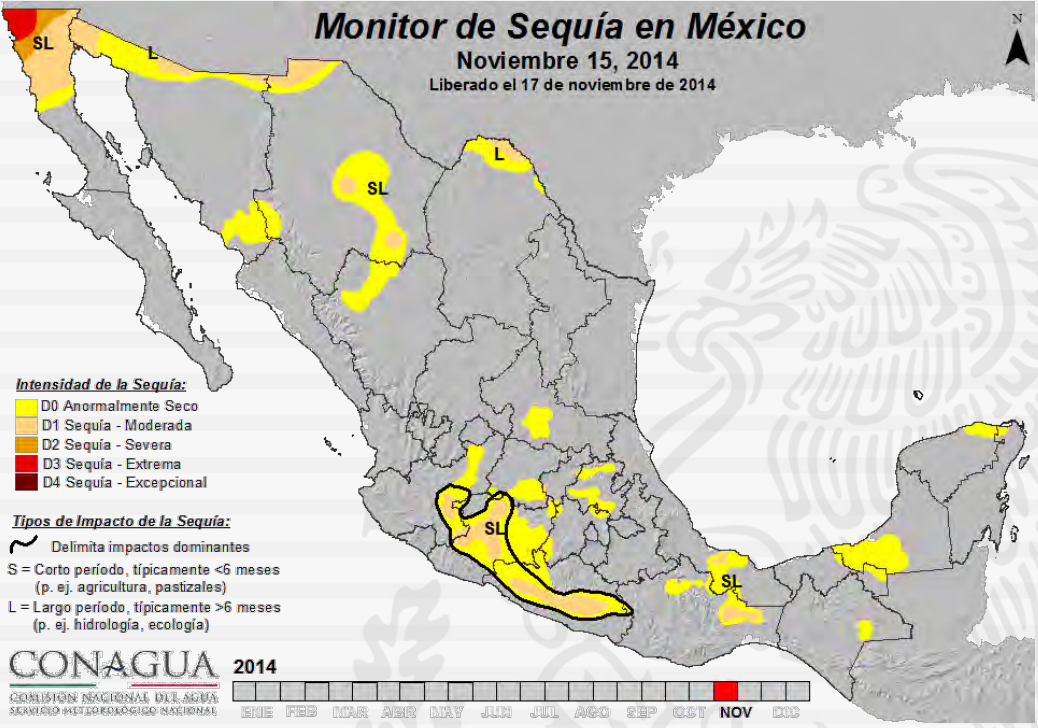 Monitor de Sequía en México
Noviembre 15, 2014
Liberado el 17 de noviembre de 2014
N
SL
L
L
SL
SL
SL
Intensidad de la Sequía:
D0 Anormalmente Seco
D1 Sequía - Moderada
D2 Sequía - Severa
D3 Sequía - Extrema
D4 Sequía - Excepcional
Tipos de Impacto de la Sequía:
Delimita impactos dominantes
S = Corto período, típicamente <6 meses
(p. ej. agricultura, pastizales)
L = Largo período, típicamente >6 meses
(p. ej. hidrología, ecología)
CONAGUA
COMISIÓN NACIONAL DEL AGUA
SERVICIO METEOROLÓGICO NACIONAL
2014
ENE FEB MAR ABR MAY JUN JUL AGO SEP OCT NOV DIC